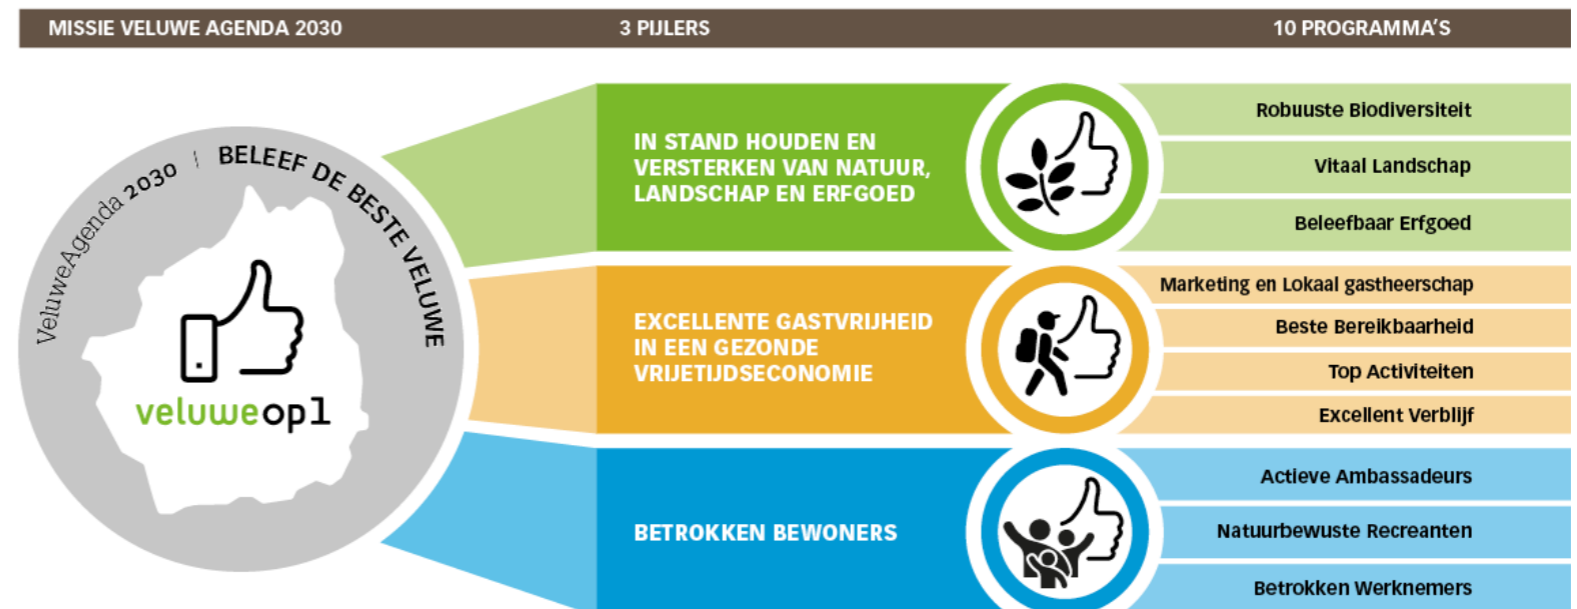 MISSIE VELUWE AGENDA 2030
3 PIJLERS
10 PROGRAMMA'S
VeluweAgenda 2030 | BELEEF DE BESTE VELUWE
veluweop1
IN STAND HOUDEN EN
VERSTERKEN VAN NATUUR,
LANDSCHAP EN ERFGOED
Robuuste Biodiversiteit
Vitaal Landschap
Beleefbaar Erfgoed
EXCELLENTE GASTVRIJHEID
IN EEN GEZONDE
VRIJETIJDSECONOMIE
Marketing en Lokaal gastheerschap
Beste Bereikbaarheid
Top Activiteiten
Excellent Verblijf
BETROKKEN BEWONERS
Actieve Ambassadeurs
Natuurbewuste Recreanten
Betrokken Werknemers